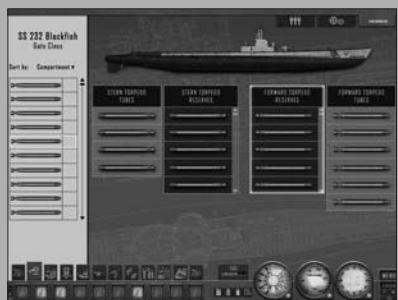 SS 232 Blackfish
Gato Class
Sort by: Compartment ▾
STERN TORPEDO
TUBES
STERN TORPEDO
RESERVES
FORWARD TORPEDO
RESERVES
FORWARD TORPEDO
TUBES
MENU